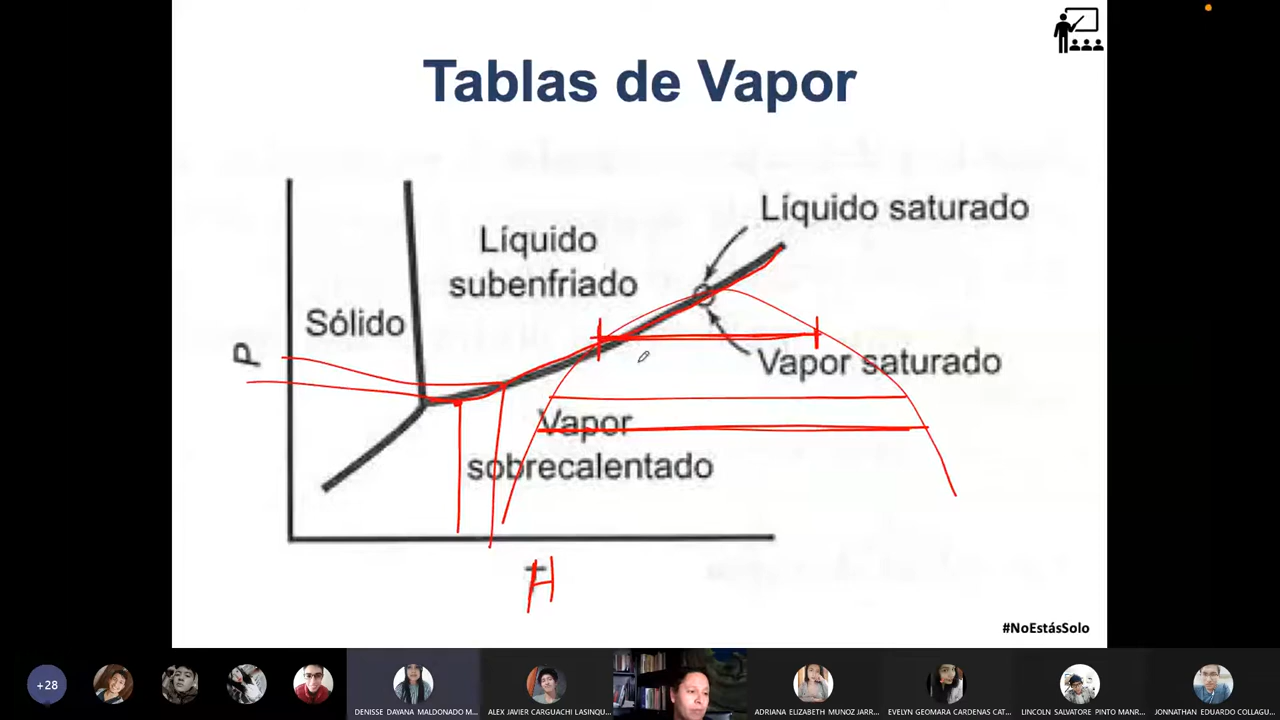 Tablas de Vapor
Líquido saturado
Líquido
subenfriado
Sólido
P
Vapor saturado
Vapor
sobrecalentado
H
#NoEstásSolo
+28
DENISSE DAYANA MALDONADO M...
ALEX JAVIER CARGUACHI LASINQU...
ADRIANA ELIZABETH MUNOZ JARR...
EVELYN GEOMARA CARDENAS CAT...
LINCOLN SALVATORE PINTO MANR...
JONNATHAN EDUARDO COLLAGU...